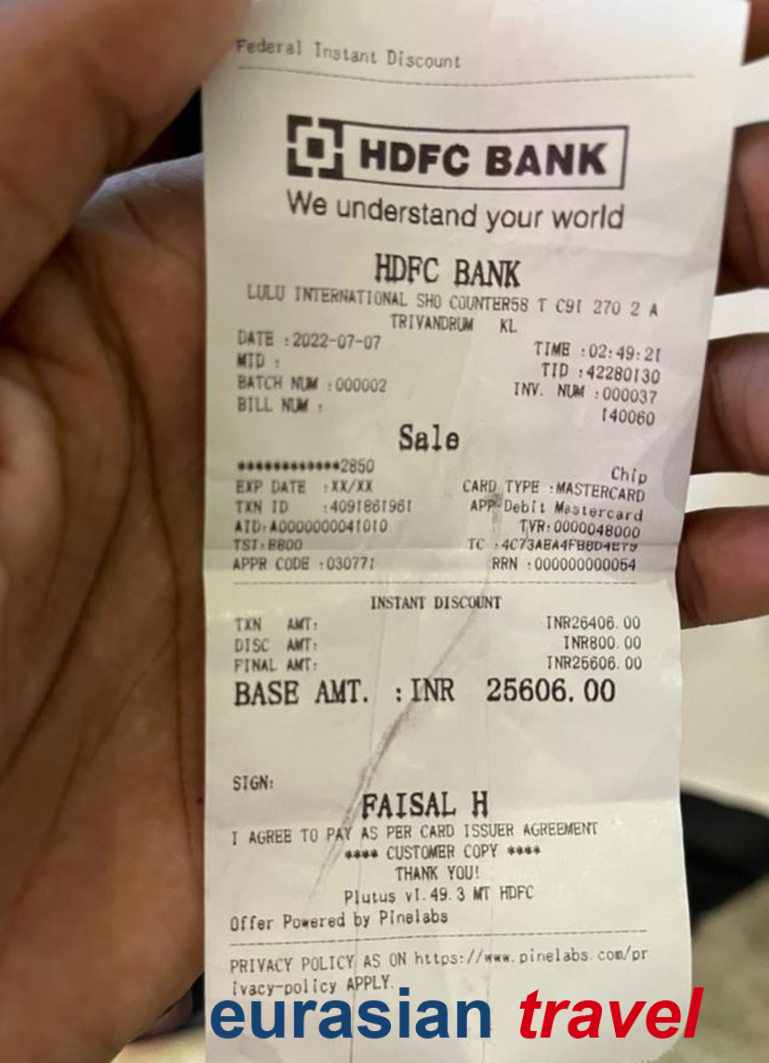 Federal Instant Discount
HDFC BANK
We understand your world
HDFC BANK
LULU INTERNATIONAL SHO COUNTER58 T C91 270 2 A
TRIVANDRUM KL
DATE :2022-07-07 TIME :02:49:21
MID : TID :42280130
BATCH NUM :000002 INV. NUM :000037
BILL NUM : 140060
Sale
************2850 Chip
EXP DATE :XX/XX CARD TYPE :MASTERCARD
TXN ID :4091861961 APP:Debit Mastercard
AID:A0000000041010 TVR:0000048000
TSI:E800 TC :4C73AEA4FBBD4E19
APPR CODE :030771 RRN :000000000054
INSTANT DISCOUNT
TXN AMT: INR26406.00
DISC AMT: INR800.00
FINAL AMT: INR25606.00
BASE AMT. :INR 25606.00
SIGN:
FAISAL H
I AGREE TO PAY AS PER CARD ISSUER AGREEMENT
**** CUSTOMER COPY ****
THANK YOU!
Plutus v1.49.3 MT HDFC
Offer Powered by Pinelabs
PRIVACY POLICY AS ON https://www.pinelabs.com/pr
ivacy-policy APPLY.
eurasian travel